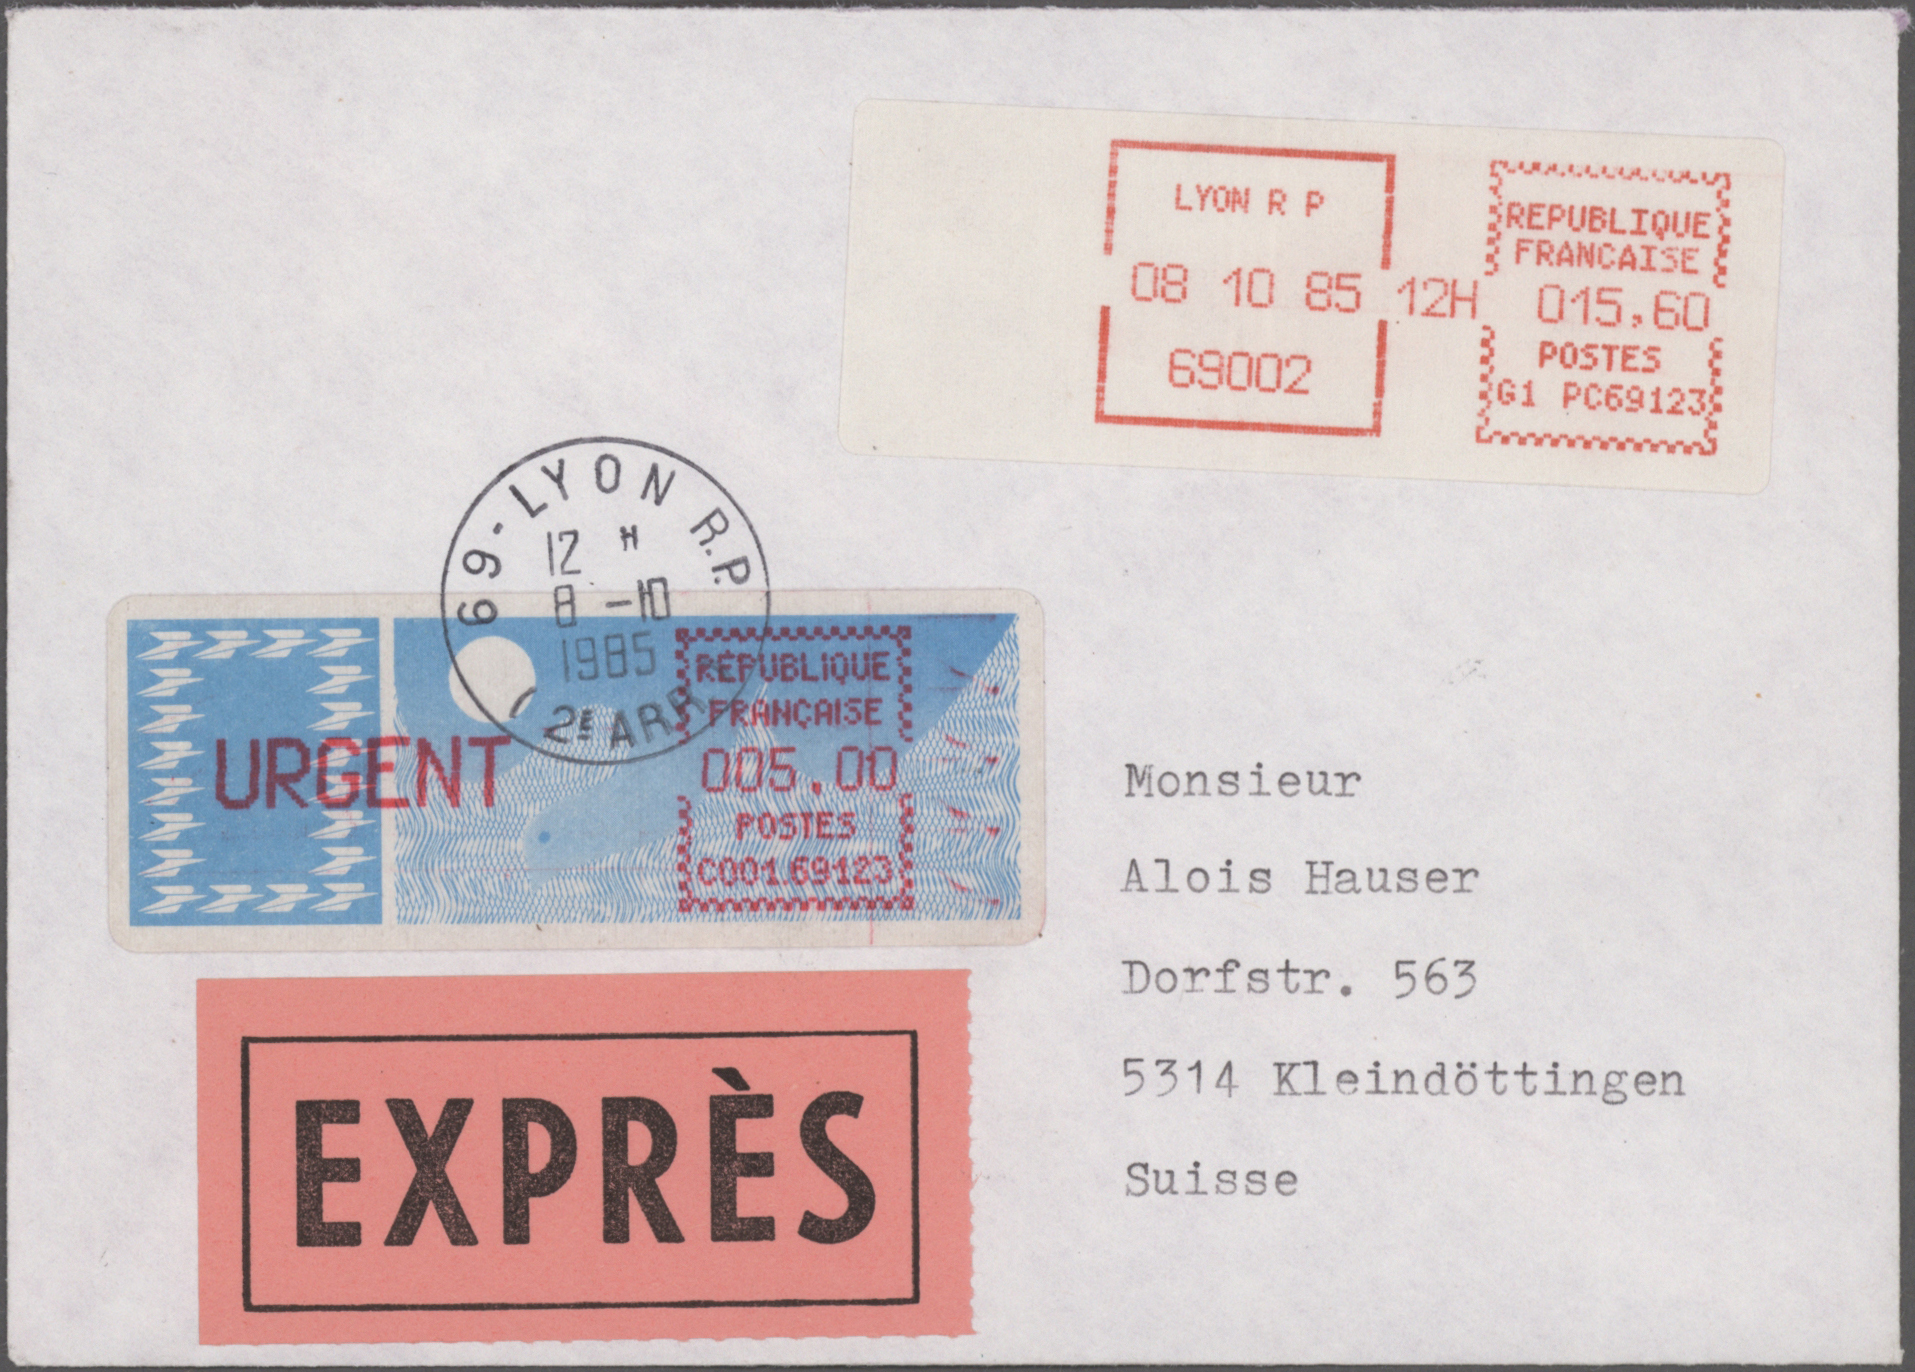 LYON R P
08 10 85 12H
69002
REPUBLIQUE
FRANCAISE
015,60
POSTES
G1 PC69123
69-LYON R.P.
12 H
8 -10
1985
2E ARR
URGENT
RÉPUBLIQUE
FRANÇAISE
005.00
POSTES
C001.69123
EXPRÈS
Monsieur
Alois Hauser
Dorfstr. 563
5314 Kleindöttingen
Suisse